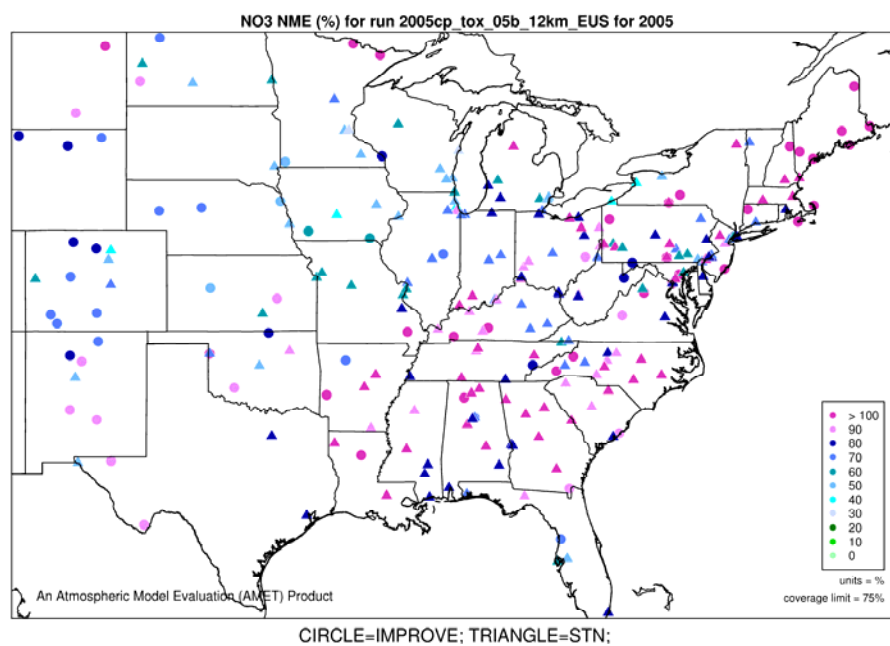 NO3 NME (%) for run 2005cp_tox_05b_12km_EUS for 2005
> 100
90
80
70
60
50
40
30
20
10
0
units = %
coverage limit = 75%
An Atmospheric Model Evaluation (AMET) Product
CIRCLE=IMPROVE; TRIANGLE=STN;